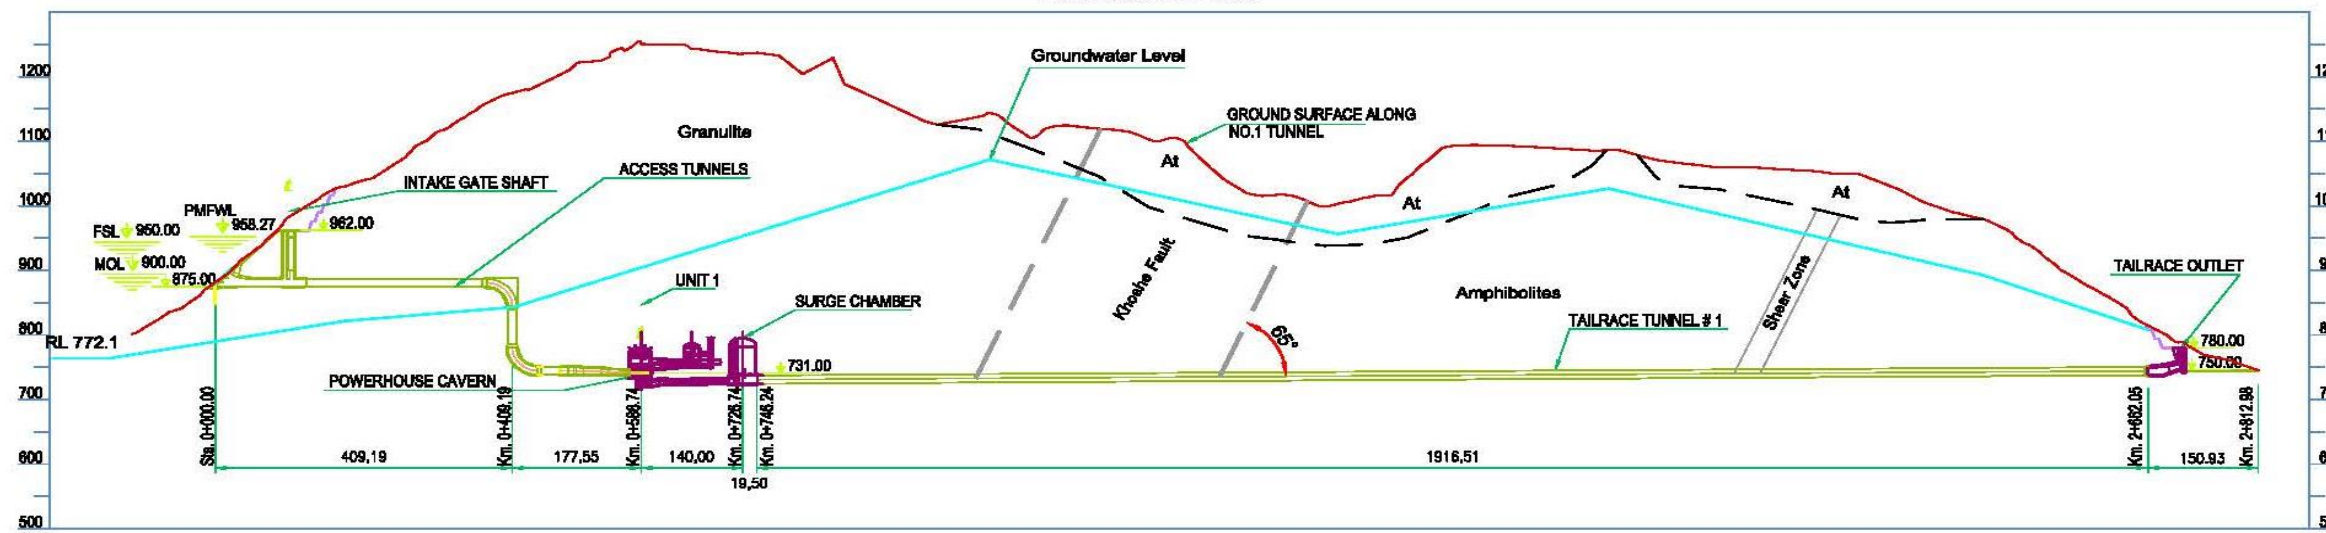 1200
1100
1000
900
800
700
600
500
Groundwater Level
GROUND SURFACE ALONG
NO.1 TUNNEL
Granulite
At
ACCESS TUNNELS
INTAKE GATE SHAFT
At
At
PMFWL
958.27
962.00
FSL 950.00
MOL 900.00
875.00
UNIT 1
SURGE CHAMBER
Khoshe Fault
Amphibolites
Shear Zone
TAILRACE OUTLET
TAILRACE TUNNEL # 1
65°
RL 772.1
780.00
750.00
731.00
POWERHOUSE CAVERN
Sta. 0+000.00
Km. 0+409.19
Km. 0+586.74
Km. 0+726.74
Km. 0+746.24
Km. 2+662.05
Km. 2+812.98
409,19
177,55
140,00
19,50
1916,51
150.93